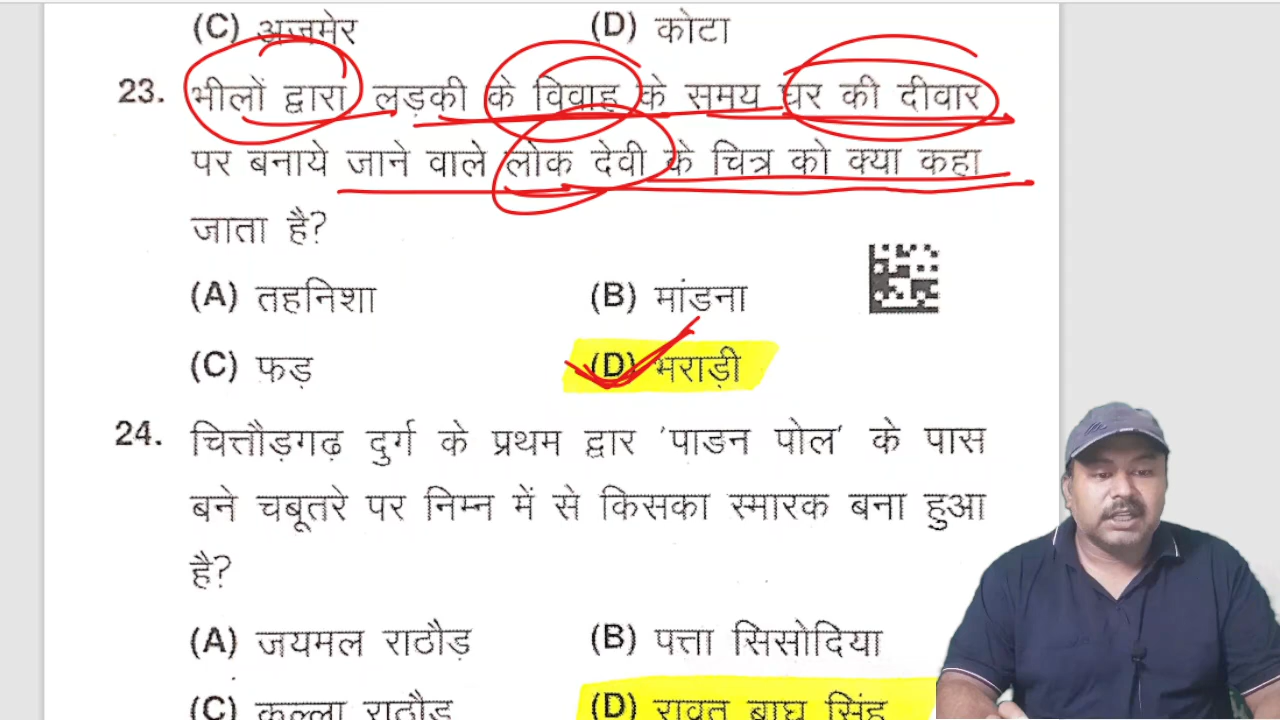 (C) अजमेर (D) कोटा
23. भीलों द्वारा लड़की के विवाह के समय घर की दीवार
पर बनाये जाने वाले लोक देवी के चित्र को क्या कहा
जाता है?
(A) तहनिशा (B) मांडना
(C) फड़ (D) भराड़ी
24. चित्तौड़गढ़ दुर्ग के प्रथम द्वार 'पाडन पोल' के पास
बने चबूतरे पर निम्न में से किसका स्मारक बना हुआ
है?
(A) जयमल राठौड़ (B) पत्ता सिसोदिया
(C) कल्ला राठौड़ (D) रावत बाघ सिंह